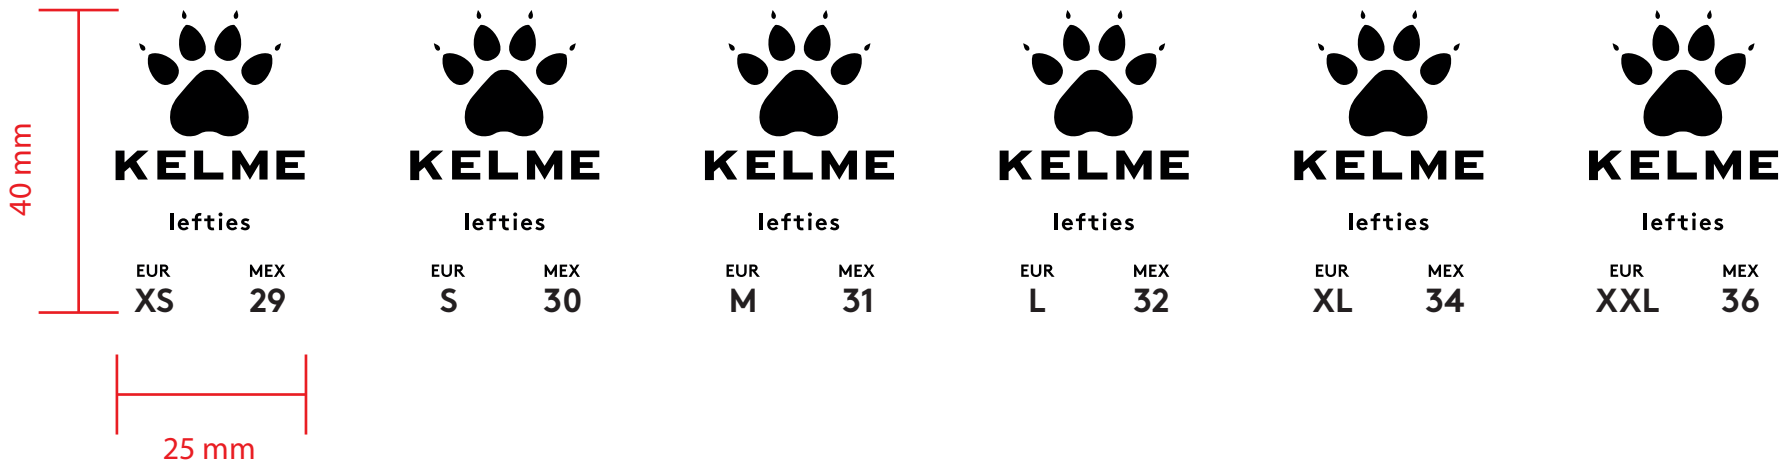 40 mm
KELME KELME KELME KELME KELME KELME
lefties lefties lefties lefties lefties lefties
EUR MEX EUR MEX EUR MEX EUR MEX EUR MEX EUR MEX
XS 29 S 30 M 31 L 32 XL 34 XXL 36
25 mm